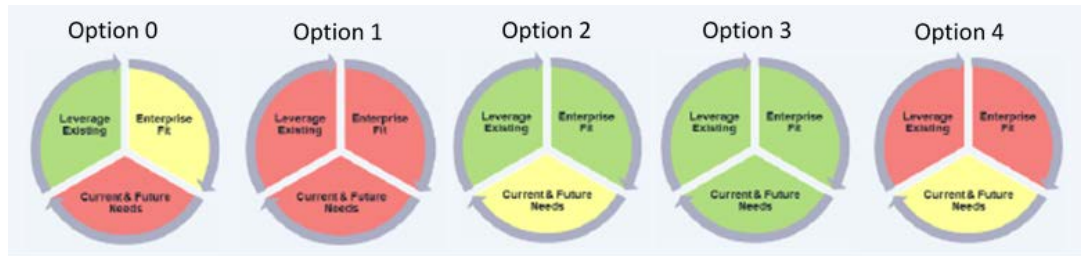 Option 0
Option 1
Option 2
Option 3
Option 4
Leverage
Existing
Enterprise
Fit
Current & Future
Needs
Leverage
Existing
Enterprise
Fit
Current & Future
Needs
Leverage
Existing
Enterprise
Fit
Current & Future
Needs
Leverage
Existing
Enterprise
Fit
Current & Future
Needs
Leverage
Existing
Enterprise
Fit
Current & Future
Needs